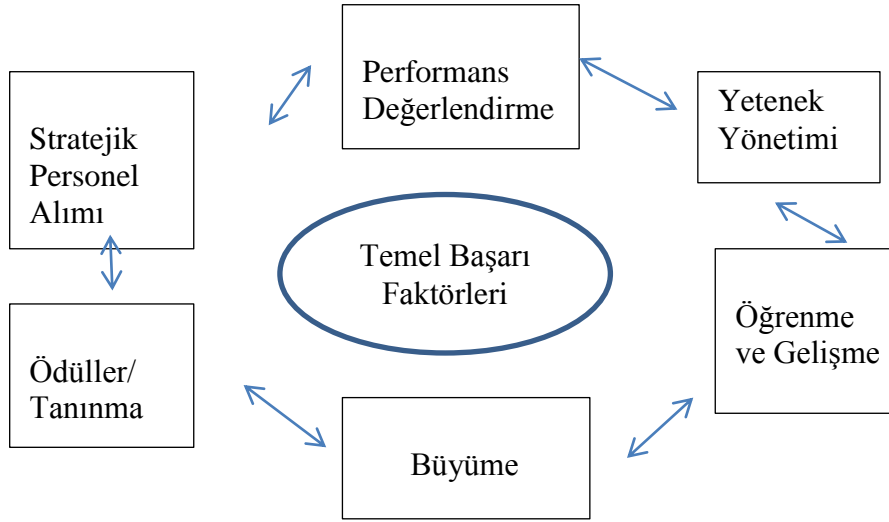 Performans
Değerlendirme
Yetenek
Yönetimi
Stratejik
Personel
Alımı
Temel Başarı
Faktörleri
Öğrenme
ve Gelişme
Ödüller/
Tanınma
Büyüme